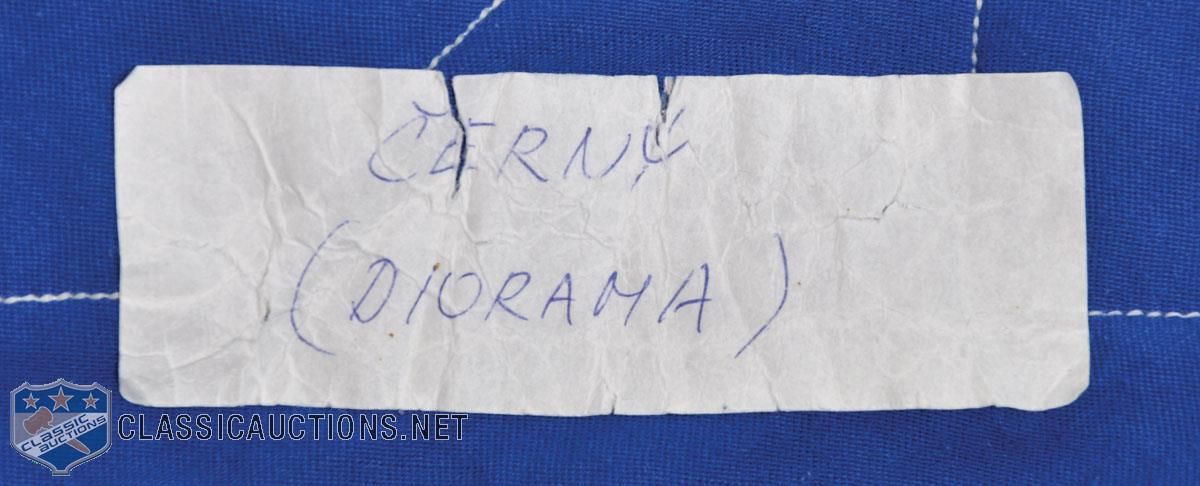 ČERNÝ
(DIORAMA)
CLASSIC
AUCTIONS
CLASSICAUCTIONS.NET